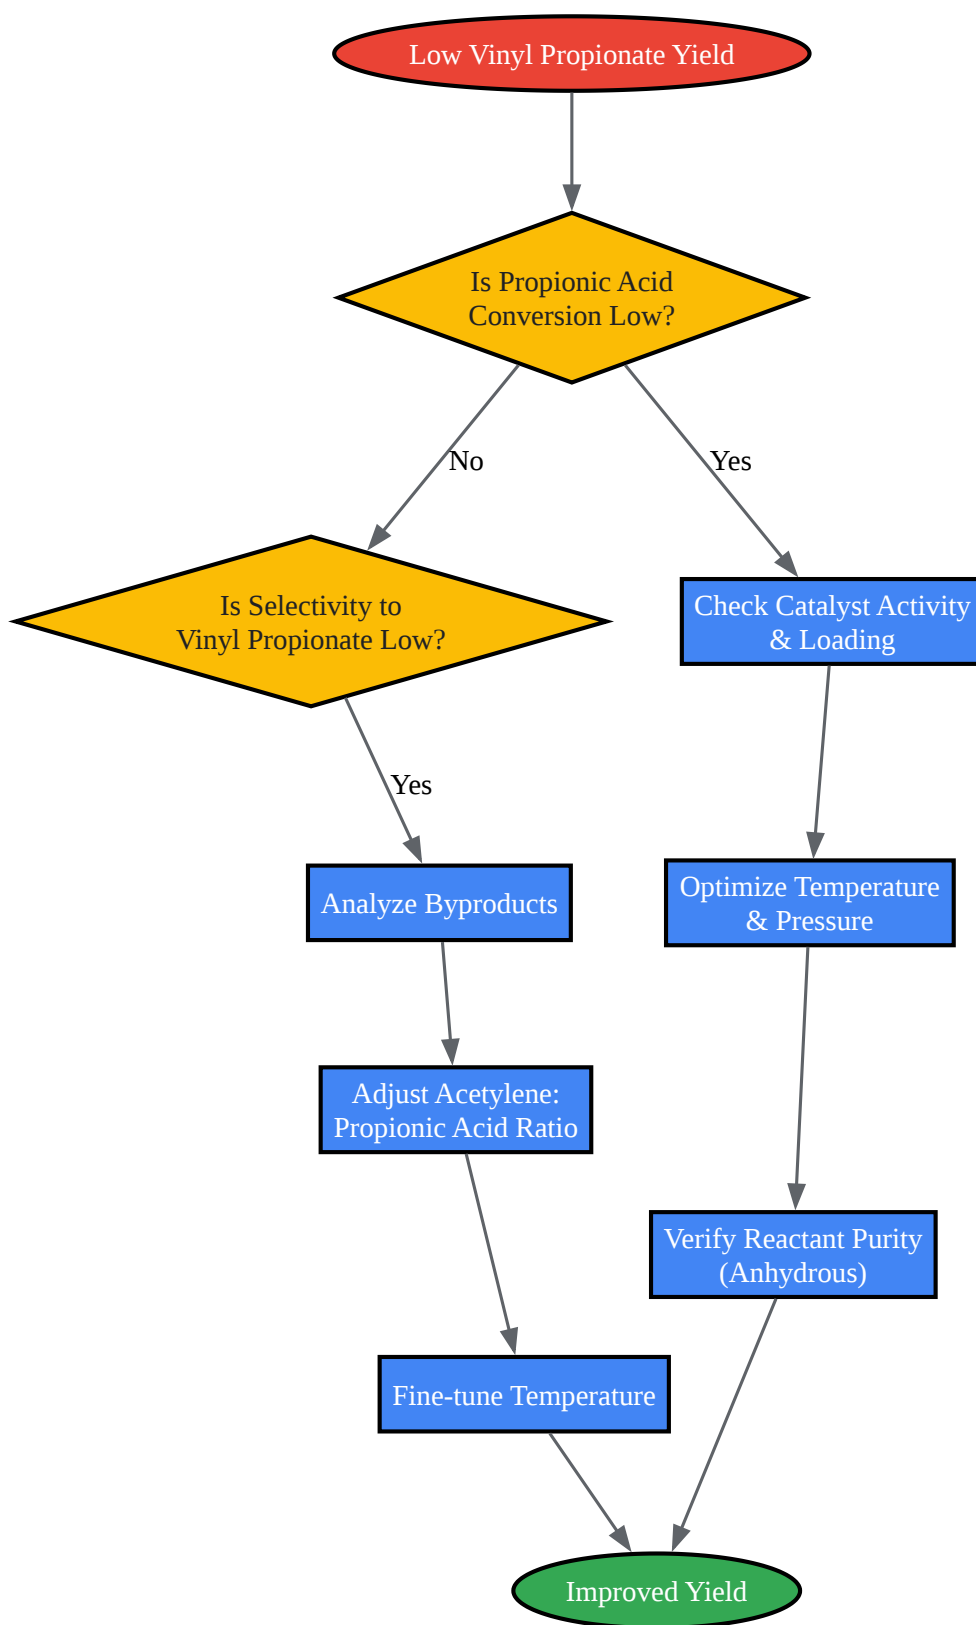 Low Vinyl Propionate Yield
Is Propionic Acid
Conversion Low?
No
Yes
Is Selectivity to
Vinyl Propionate Low?
Check Catalyst Activity
& Loading
Yes
Analyze Byproducts
Optimize Temperature
& Pressure
Adjust Acetylene:
Propionic Acid Ratio
Verify Reactant Purity
(Anhydrous)
Fine-tune Temperature
Improved Yield